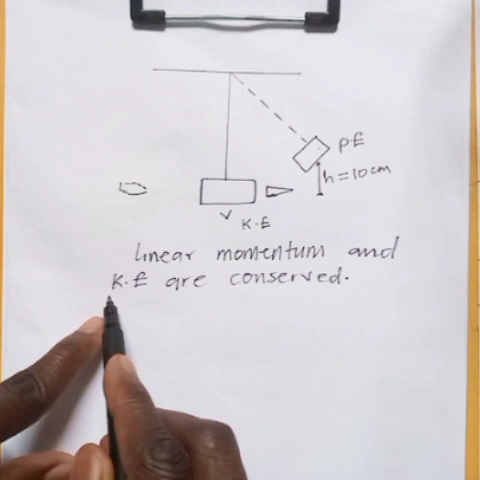 P.E
h = 10cm
V
K.E
linear momentum and
K.E are conserved.